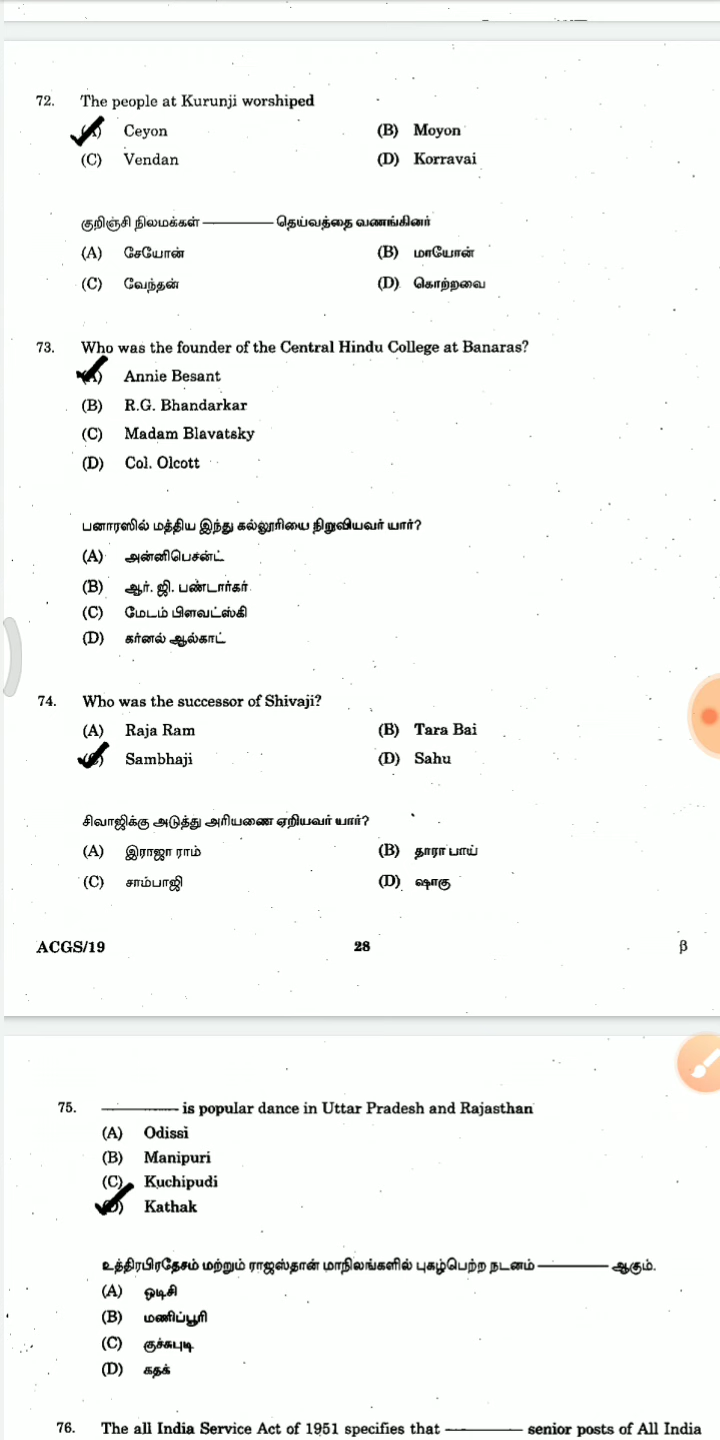 72. The people at Kurunji worshiped
(A) Ceyon (B) Moyon
(C) Vendan (D) Korravai
குறிஞ்சி நிலமக்கள் ———— தெய்வத்தை வணங்கினர்
(A) சேயோன் (B) மாயோன்
(C) வேந்தன் (D) கொற்றவை
73. Who was the founder of the Central Hindu College at Banaras?
(A) Annie Besant
(B) R.G. Bhandarkar
(C) Madam Blavatsky
(D) Col. Olcott
பனாரஸில் மத்திய இந்து கல்லூரியை நிறுவியவர் யார்?
(A) அன்னிபெசன்ட்
(B) ஆர். ஜி. பண்டார்கர்
(C) மேடம் பிளவட்ஸ்கி
(D) கர்னல் ஆல்காட்
74. Who was the successor of Shivaji?
(A) Raja Ram (B) Tara Bai
(C) Sambhaji (D) Sahu
சிவாஜிக்கு அடுத்து அரியணை ஏறியவர் யார்?
(A) இராஜா ராம் (B) தாரா பாய்
(C) சாம்பாஜி (D) ஷாகு
ACGS/19 28 β
75. ———— is popular dance in Uttar Pradesh and Rajasthan
(A) Odissi
(B) Manipuri
(C) Kuchipudi
(D) Kathak
உத்திரபிரதேசம் மற்றும் ராஜஸ்தான் மாநிலங்களில் புகழ்பெற்ற நடனம் ———— ஆகும்.
(A) ஒடிசி
(B) மணிப்பூரி
(C) குச்சுபுடி
(D) கதக்
76. The all India Service Act of 1951 specifies that ———— senior posts of All India